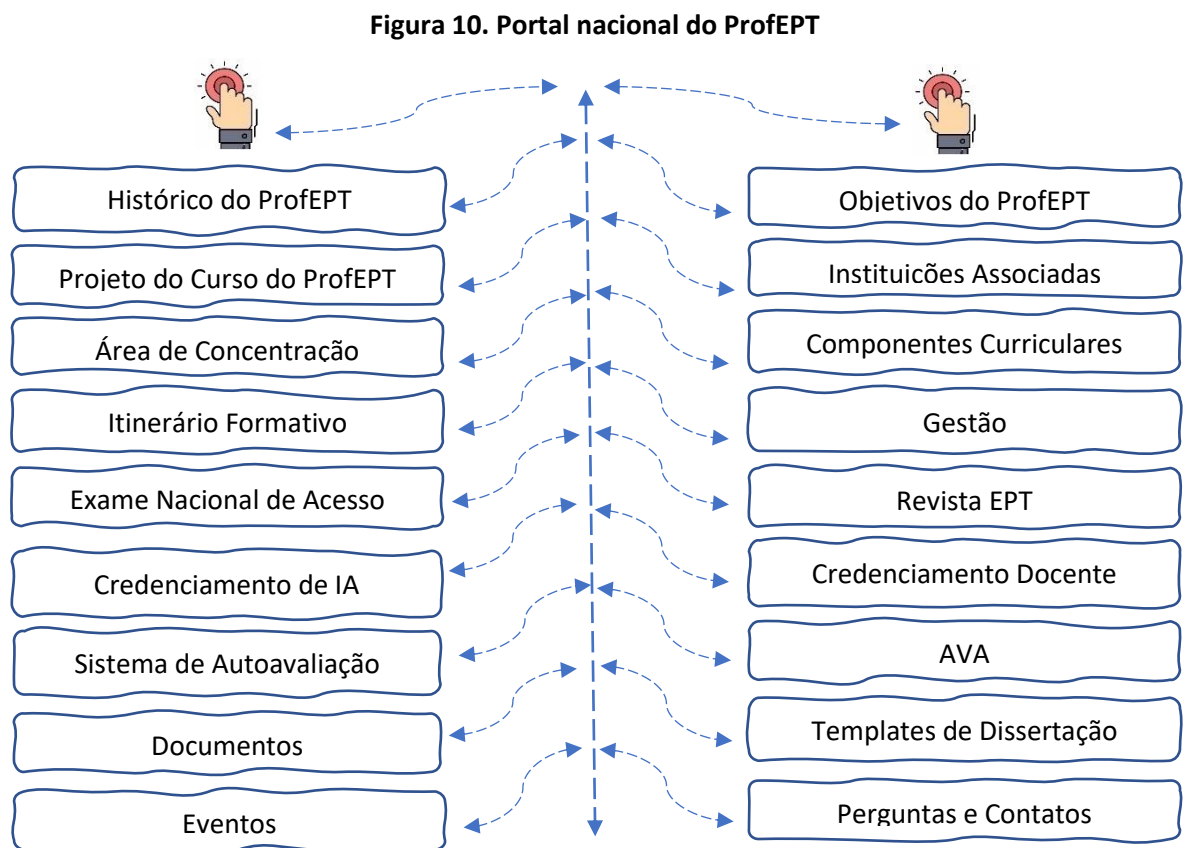 Figura 10. Portal nacional do ProfEPT
Histórico do ProfEPT
Objetivos do ProfEPT
Projeto do Curso do ProfEPT
Instituições Associadas
Área de Concentração
Componentes Curriculares
Itinerário Formativo
Gestão
Exame Nacional de Acesso
Revista EPT
Credenciamento de IA
Credenciamento Docente
Sistema de Autoavaliação
AVA
Documentos
Templates de Dissertação
Eventos
Perguntas e Contatos